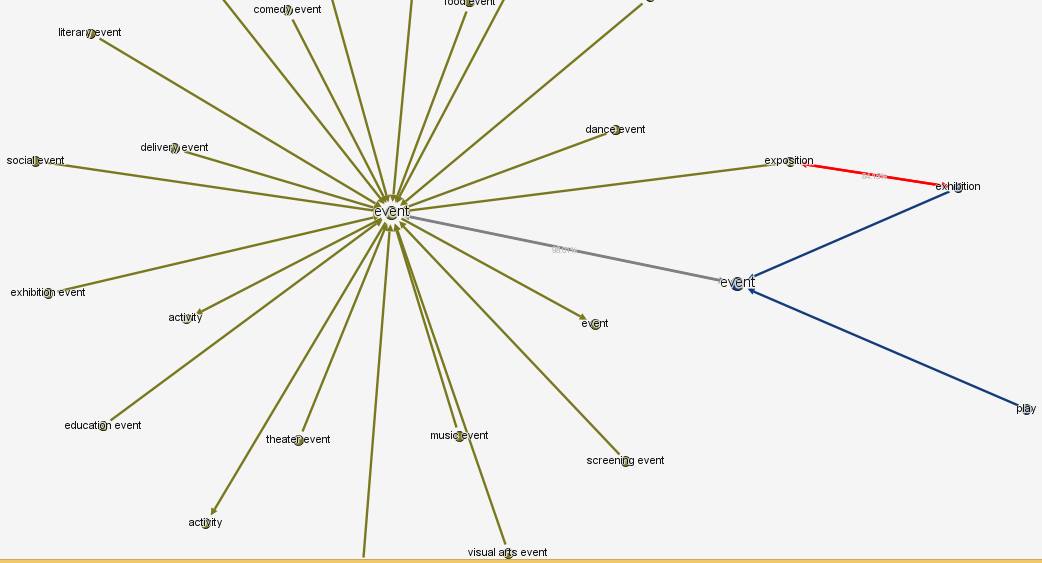 comedy event
food event
literary event
dance event
delivery event
social event
exposition
exhibition
event
event
exhibition event
activity
event
play
education event
theater event
music event
screening event
activity
visual arts event